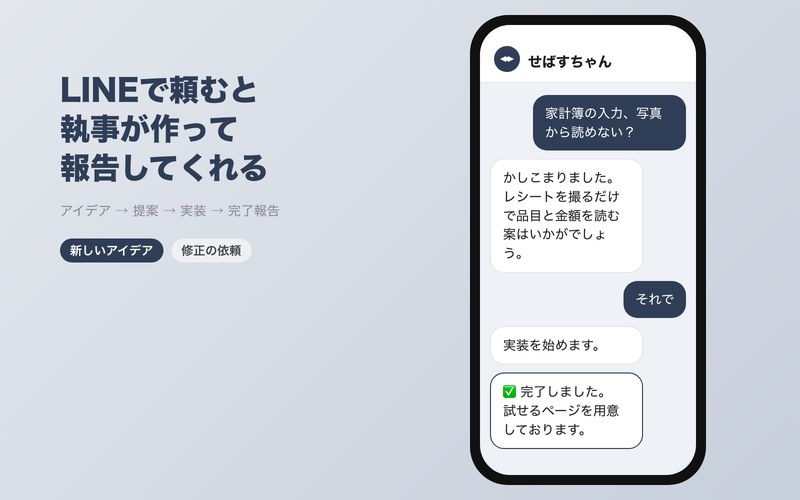 LINEで頼むと
執事が作って
報告してくれる
アイデア → 提案 → 実装 → 完了報告
新しいアイデア
修正の依頼
せばすちゃん
家計簿の入力、写真
から読めない？
かしこまりました。
レシートを撮るだけ
で品目と金額を読む
案はいかがでしょ
う。
それで
実装を始めます。
✅ 完了しました。
試せるページを用意
しております。